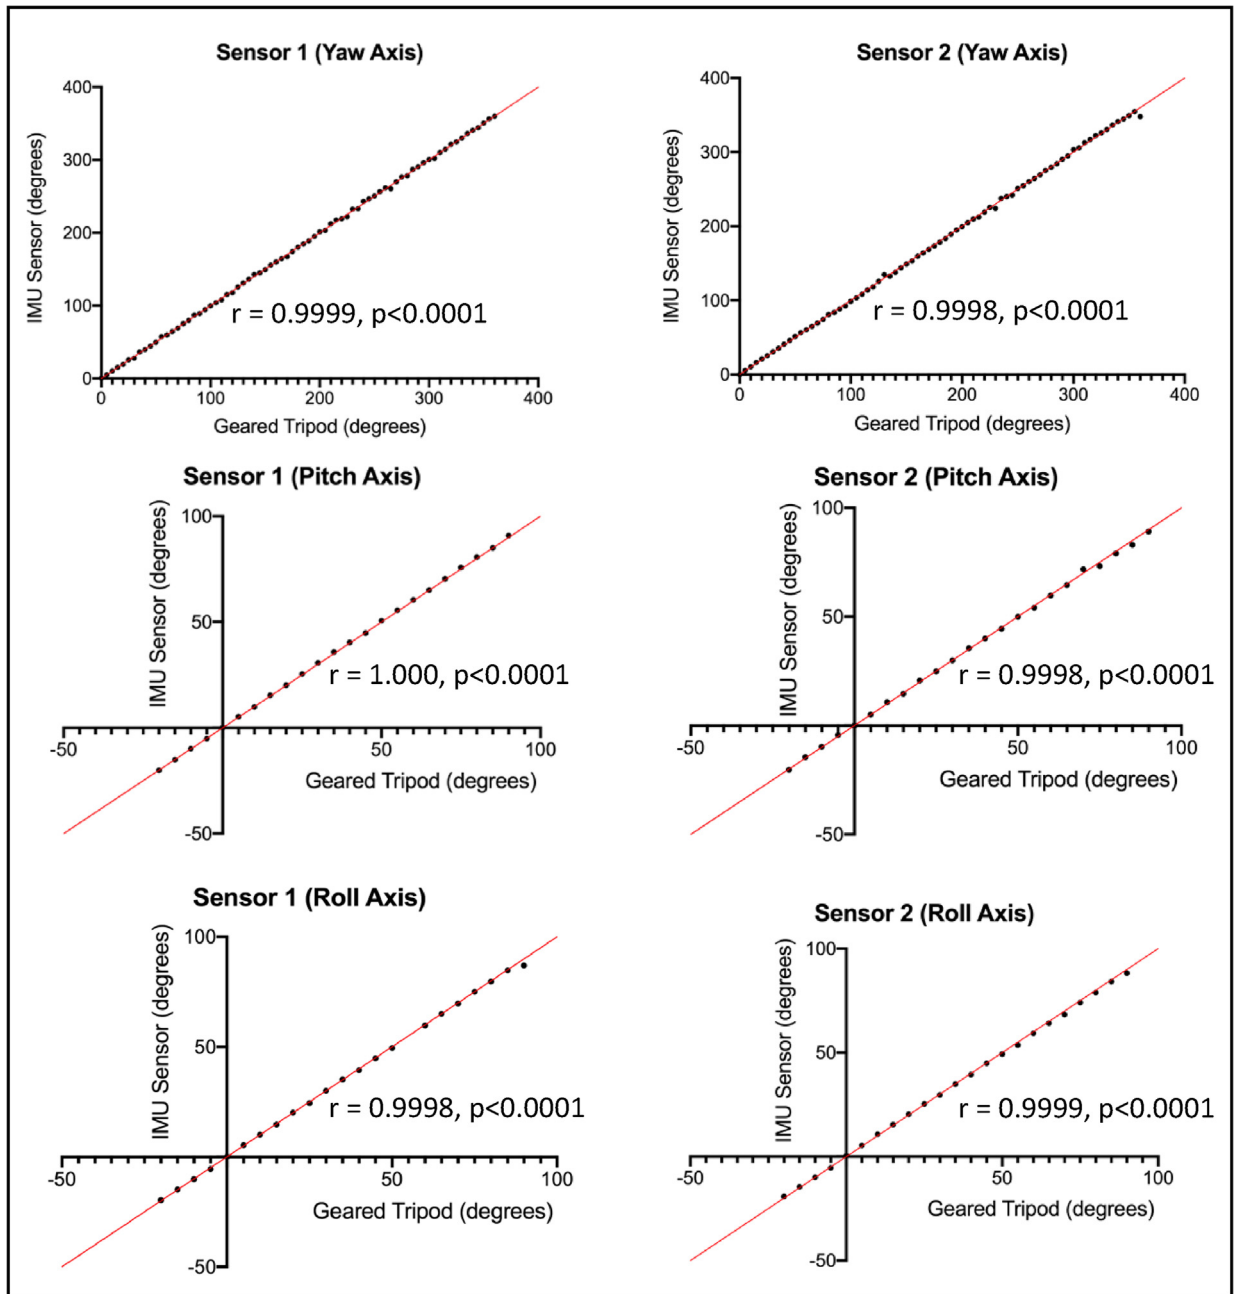 Sensor 1 (Yaw Axis)
400
300
200
100
0
IMU Sensor (degrees)
r = 0.9999, p<0.0001
0 100 200 300 400
Geared Tripod (degrees)
Sensor 2 (Yaw Axis)
400
300
200
100
0
IMU Sensor (degrees)
r = 0.9998, p<0.0001
0 100 200 300 400
Geared Tripod (degrees)
Sensor 1 (Pitch Axis)
100
50
IMU Sensor (degrees)
r = 1.000, p<0.0001
-50 50 100
Geared Tripod (degrees)
-50
Sensor 2 (Pitch Axis)
100
50
IMU Sensor (degrees)
r = 0.9998, p<0.0001
-50 50 100
Geared Tripod (degrees)
-50
Sensor 1 (Roll Axis)
100
50
IMU Sensor (degrees)
r = 0.9998, p<0.0001
-50 50 100
Geared Tripod (degrees)
-50
Sensor 2 (Roll Axis)
100
50
IMU Sensor (degrees)
r = 0.9999, p<0.0001
-50 50 100
Geared Tripod (degrees)
-50